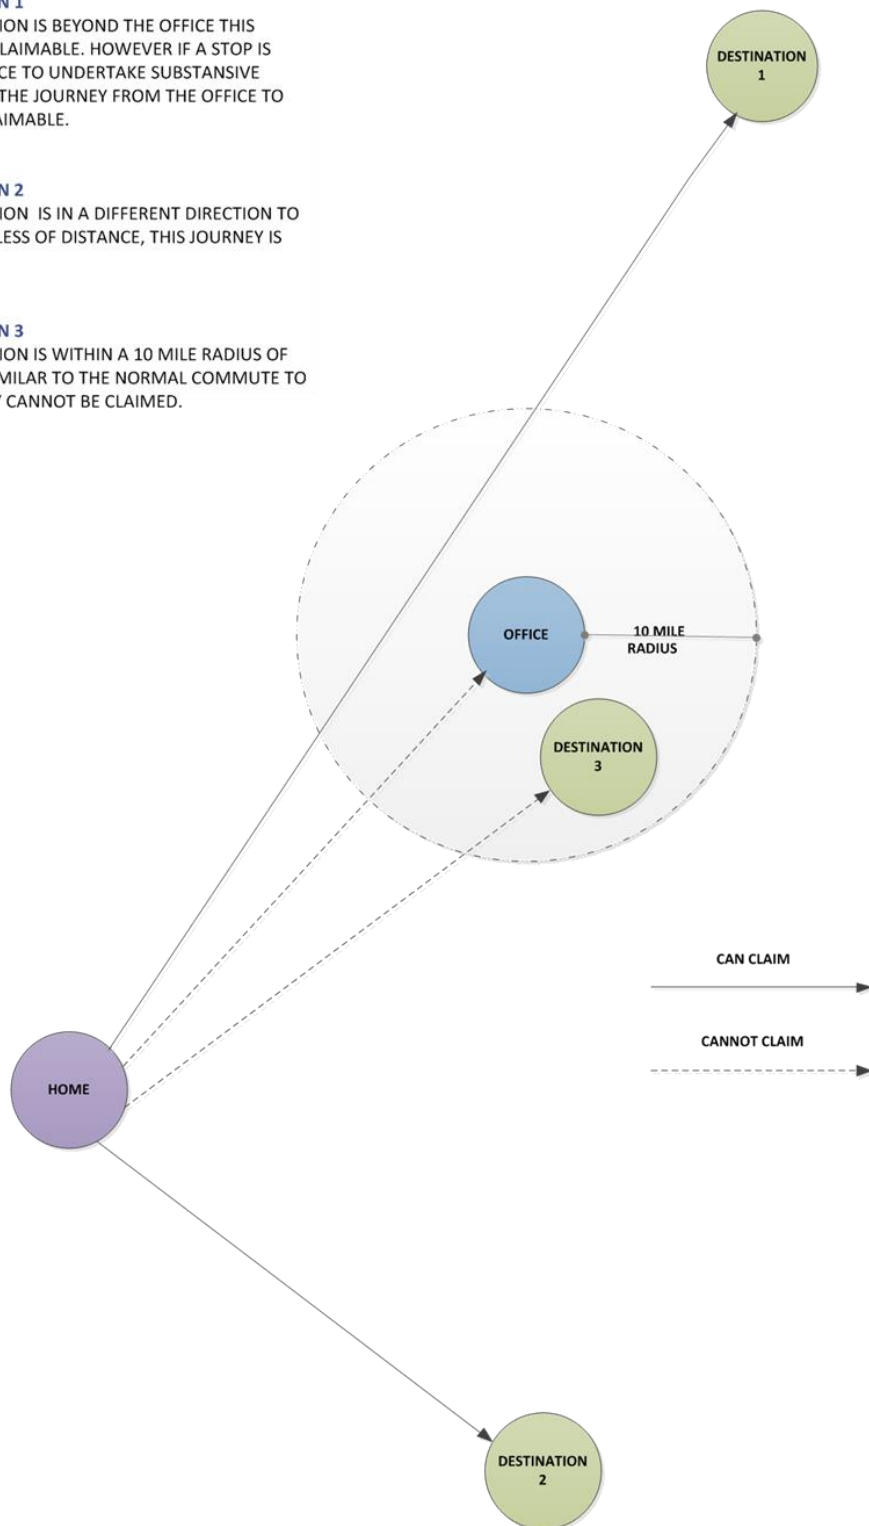 N 1
ION IS BEYOND THE OFFICE THIS
LAIMABLE. HOWEVER IF A STOP IS
CE TO UNDERTAKE SUBSTANSIVE
THE JOURNEY FROM THE OFFICE TO
AIMABLE.
N 2
ION IS IN A DIFFERENT DIRECTION TO
LESS OF DISTANCE, THIS JOURNEY IS
N 3
ION IS WITHIN A 10 MILE RADIUS OF
MILAR TO THE NORMAL COMMUTE TO
CANNOT BE CLAIMED.
DESTINATION
1
OFFICE
10 MILE
RADIUS
DESTINATION
3
CAN CLAIM
CANNOT CLAIM
HOME
DESTINATION
2